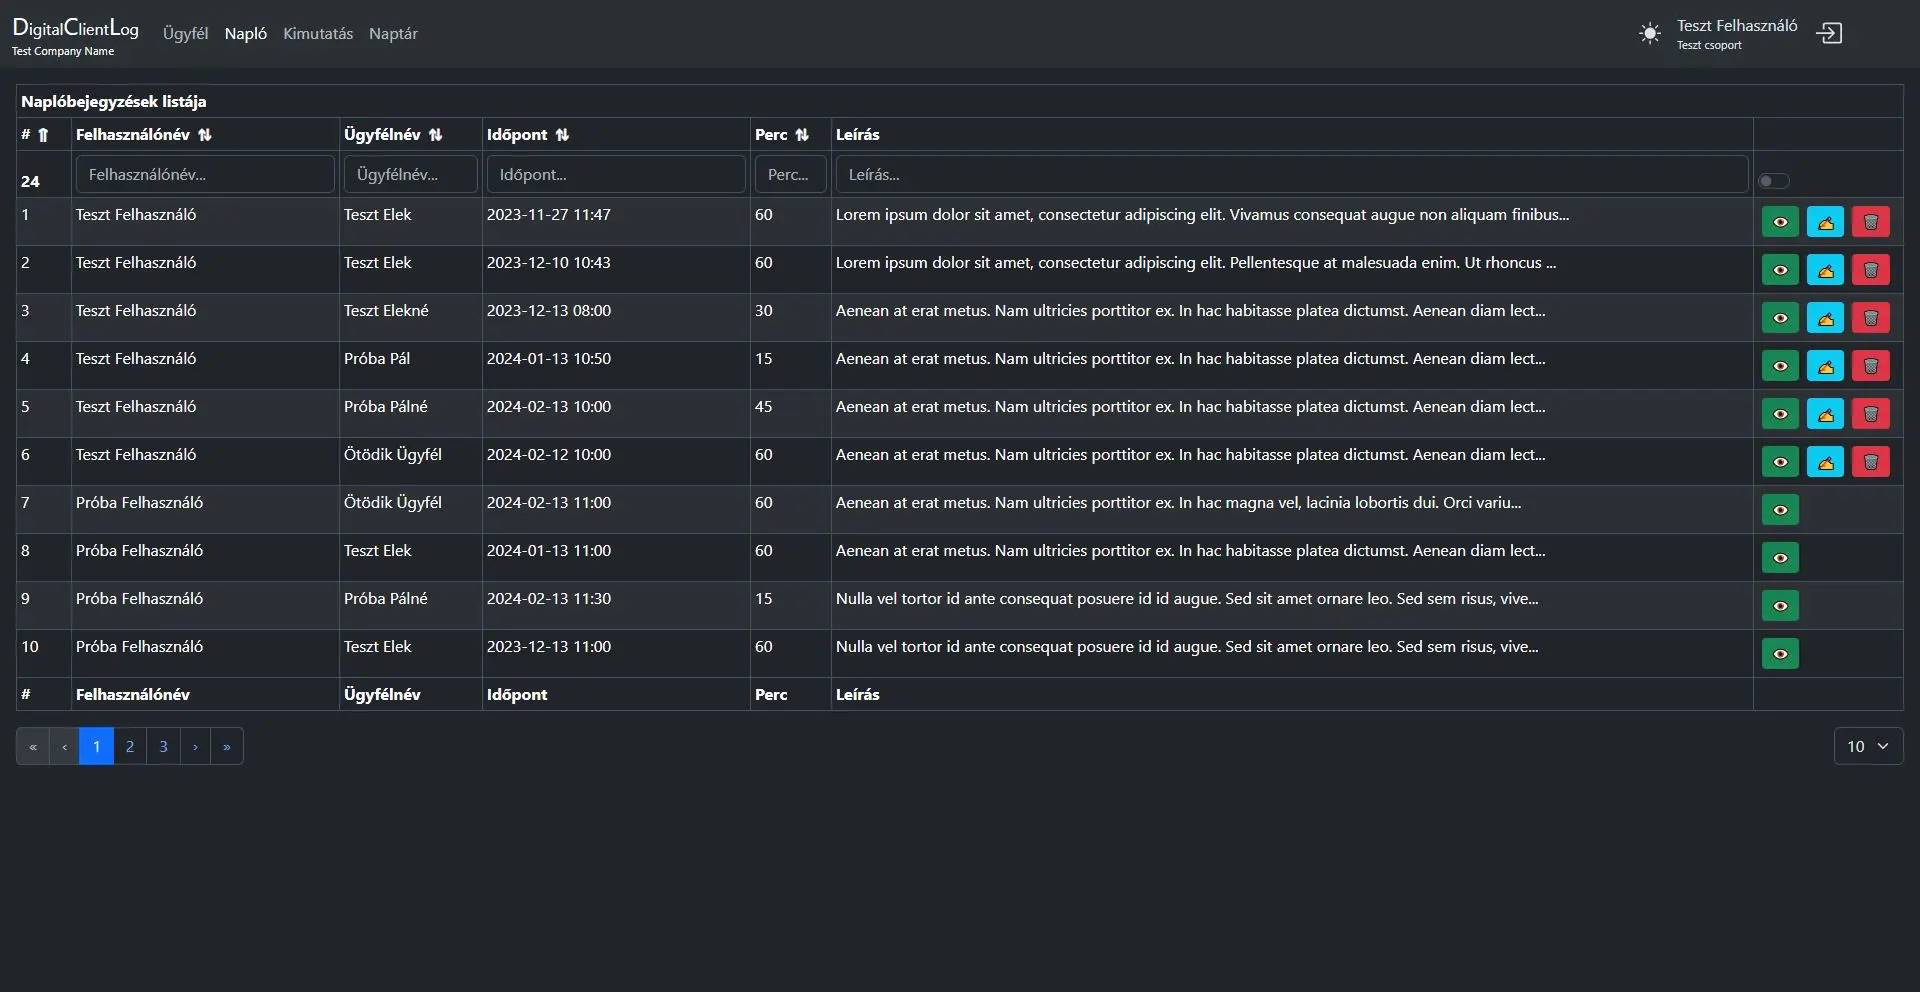 DigitalClientLog
Test Company Name
Ügyfél Napló Kimutatás Naptár
Teszt Felhasználó
Teszt csoport
Naplóbejegyzések listája
# Felhasználónév Ügyfélnév Időpont Perc Leírás
24 Felhasználónév... Ügyfélnév... Időpont... Perc... Leírás...
1 Teszt Felhasználó Teszt Elek 2023-11-27 11:47 60 Lorem ipsum dolor sit amet, consectetur adipiscing elit. Vivamus consequat augue non aliquam finibus...
2 Teszt Felhasználó Teszt Elek 2023-12-10 10:43 60 Lorem ipsum dolor sit amet, consectetur adipiscing elit. Pellentesque at malesuada enim. Ut rhoncus ...
3 Teszt Felhasználó Teszt Elekné 2023-12-13 08:00 30 Aenean at erat metus. Nam ultricies porttitor ex. In hac habitasse platea dictumst. Aenean diam lect...
4 Teszt Felhasználó Próba Pál 2024-01-13 10:50 15 Aenean at erat metus. Nam ultricies porttitor ex. In hac habitasse platea dictumst. Aenean diam lect...
5 Teszt Felhasználó Próba Pálné 2024-02-13 10:00 45 Aenean at erat metus. Nam ultricies porttitor ex. In hac habitasse platea dictumst. Aenean diam lect...
6 Teszt Felhasználó Ötödik Ügyfél 2024-02-12 10:00 60 Aenean at erat metus. Nam ultricies porttitor ex. In hac habitasse platea dictumst. Aenean diam lect...
7 Próba Felhasználó Ötödik Ügyfél 2024-02-13 11:00 60 Aenean at erat metus. Nam ultricies porttitor ex. In hac magna vel, lacinia lobortis dui. Orci variu...
8 Próba Felhasználó Teszt Elek 2024-01-13 11:00 60 Aenean at erat metus. Nam ultricies porttitor ex. In hac habitasse platea dictumst. Aenean diam lect...
9 Próba Felhasználó Próba Pálné 2024-02-13 11:30 15 Nulla vel tortor id ante consequat posuere id id augue. Sed sit amet ornare leo. Sed sem risus, vive...
10 Próba Felhasználó Teszt Elek 2023-12-13 11:00 60 Nulla vel tortor id ante consequat posuere id id augue. Sed sit amet ornare leo. Sed sem risus, vive...
# Felhasználónév Ügyfélnév Időpont Perc Leírás
« ‹ 1 2 3 › » 10